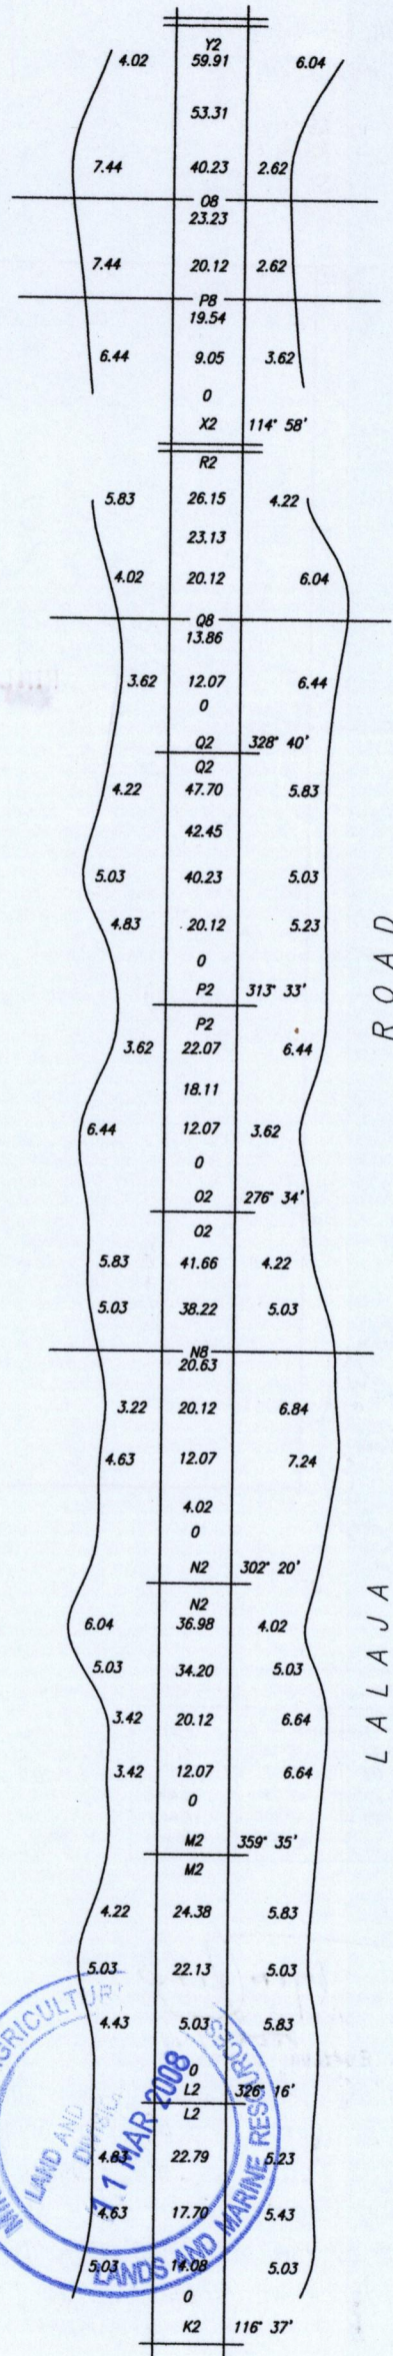 Y2
4.02 59.91 6.04
53.31
7.44 40.23 2.62
O8
23.23
7.44 20.12 2.62
P8
19.54
6.44 9.05 3.62
0
X2 114° 58'
R2
5.83 26.15 4.22
23.13
4.02 20.12 6.04
Q8
13.86
3.62 12.07 6.44
0
Q2 328° 40'
Q2
4.22 47.70 5.83
42.45
5.03 40.23 5.03
4.83 20.12 5.23
0
P2 313° 33'
P2
3.62 22.07 6.44
18.11
6.44 12.07 3.62
0
O2 276° 34'
O2
5.83 41.66 4.22
5.03 38.22 5.03
N8
20.63
3.22 20.12 6.84
4.63 12.07 7.24
4.02
0
N2 302° 20'
N2
6.04 36.98 4.02
5.03 34.20 5.03
3.42 20.12 6.64
3.42 12.07 6.64
0
M2 359° 35'
M2
4.22 24.38 5.83
5.03 22.13 5.03
4.43 5.03 5.83
0
L2 326° 16'
L2
4.83 22.79 5.23
4.63 17.70 5.43
5.03 14.08 5.03
0
K2 116° 37'
LALAJA ROAD
AGRICULTUR
LAND AND
DIVISIO
11 MAR 2008
LANDS AND MARINE RESOURCES